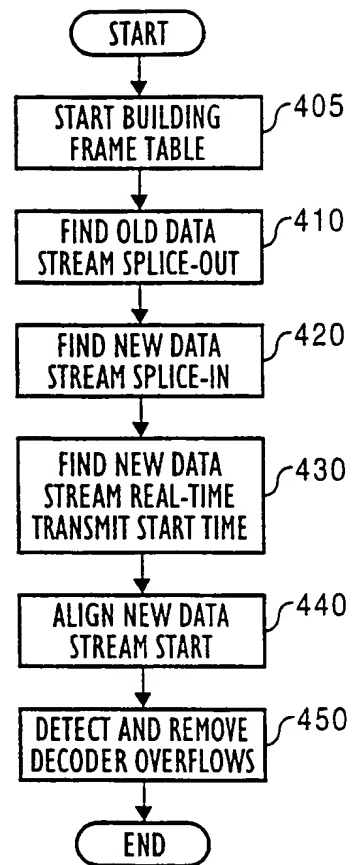 START
START BUILDING
FRAME TABLE
405
FIND OLD DATA
STREAM SPLICE-OUT
410
FIND NEW DATA
STREAM SPLICE-IN
420
FIND NEW DATA
STREAM REAL-TIME
TRANSMIT START TIME
430
ALIGN NEW DATA
STREAM START
440
DETECT AND REMOVE
DECODER OVERFLOWS
450
END